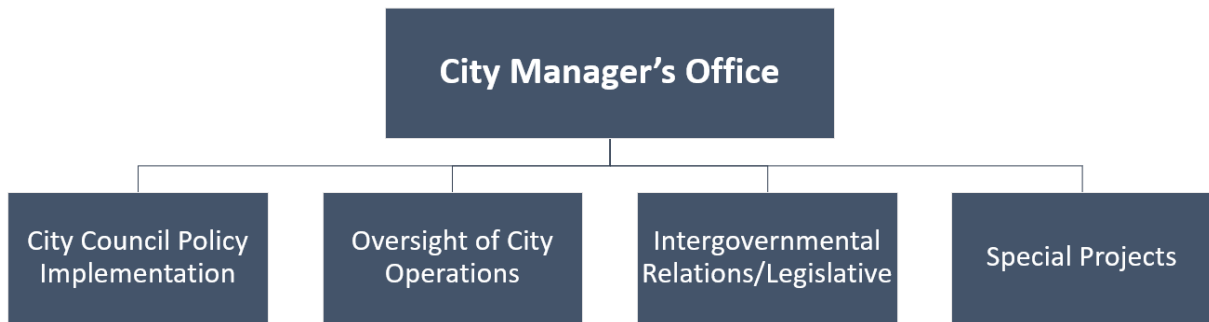 City Manager’s Office
City Council Policy
Implementation
Oversight of City
Operations
Intergovernmental
Relations/Legislative
Special Projects